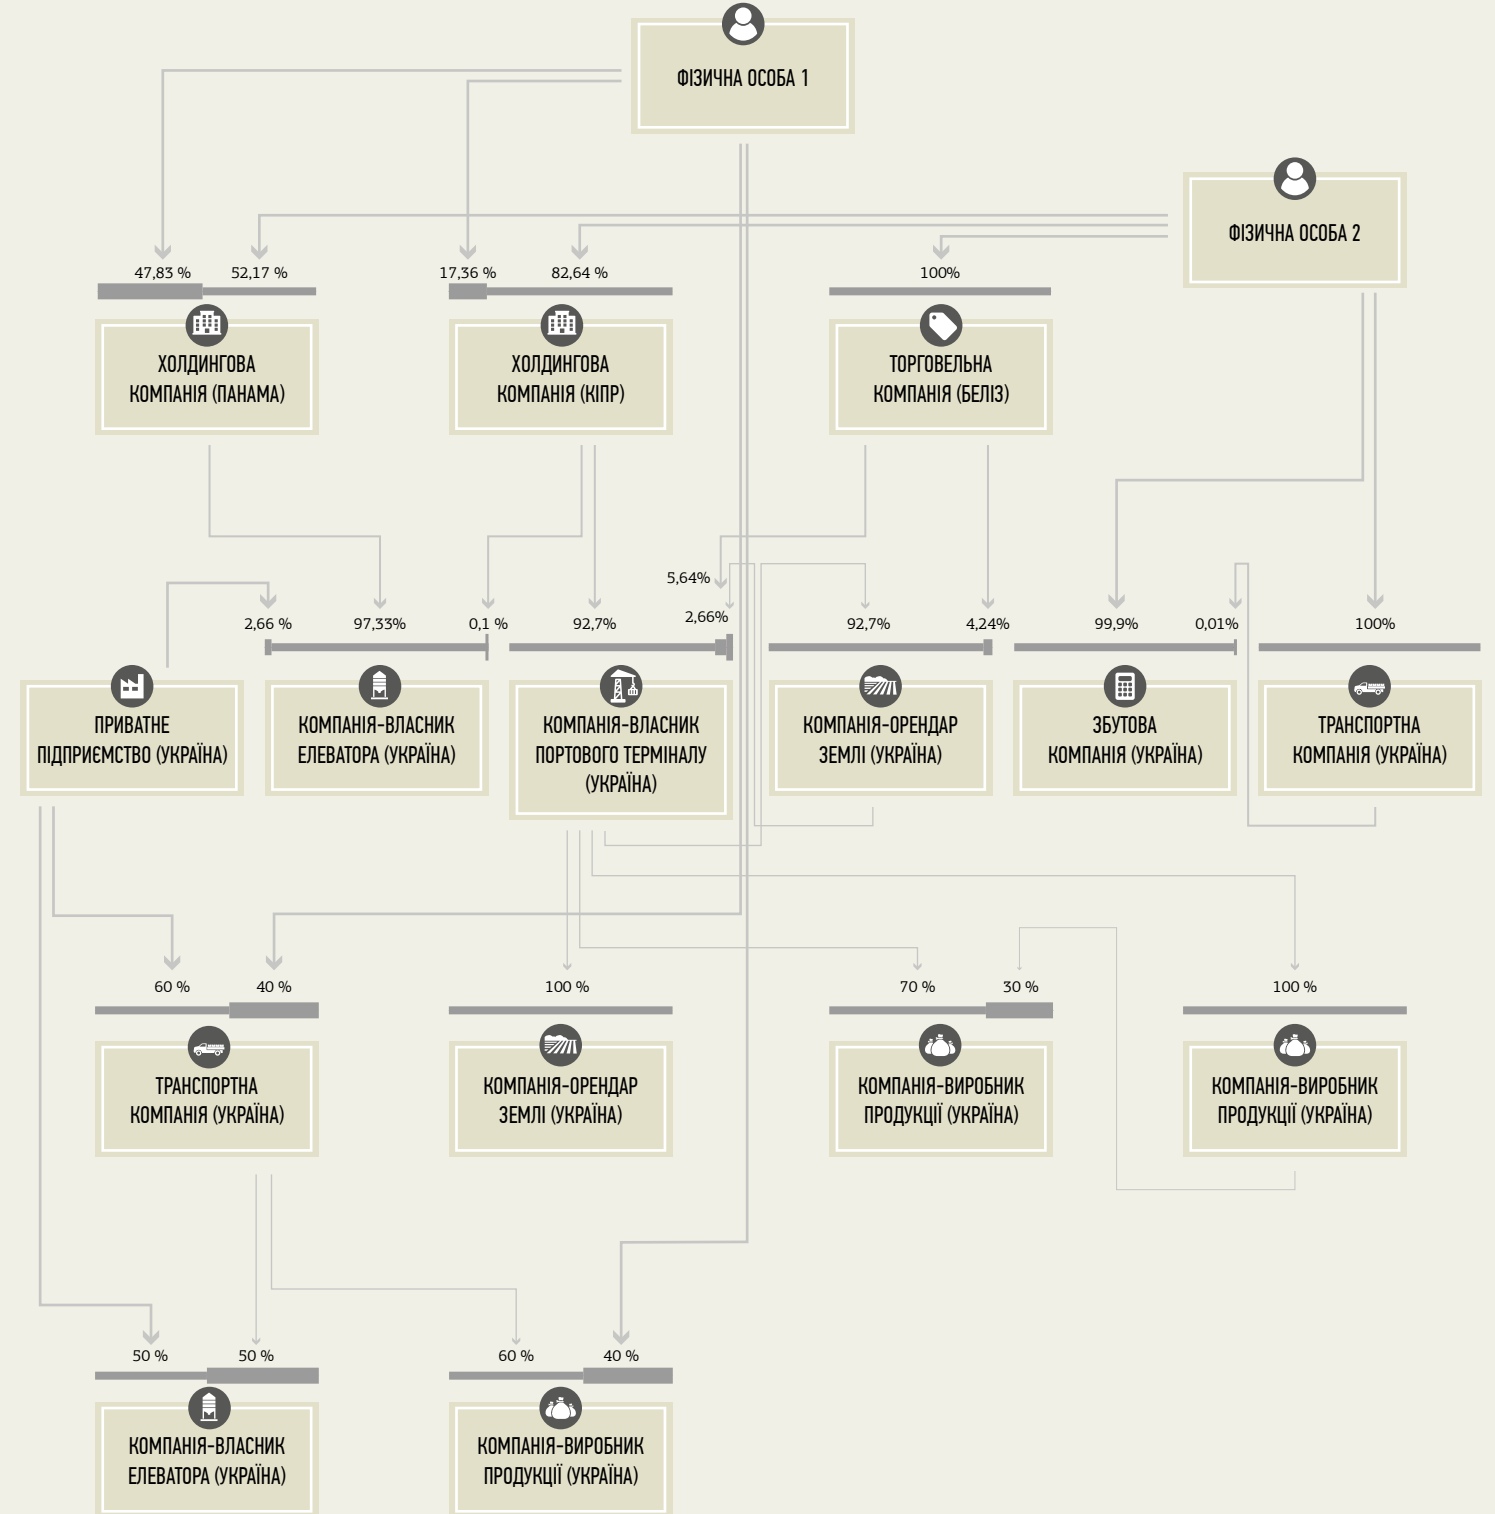 ФІЗИЧНА ОСОБА 1
ФІЗИЧНА ОСОБА 2
47,83 %
52,17 %
17,36 %
82,64 %
100%
ХОЛДИНГОВА
КОМПАНІЯ (ПАНАМА)
ХОЛДИНГОВА
КОМПАНІЯ (КІПР)
ТОРГОВЕЛЬНА
КОМПАНІЯ (БЕЛІЗ)
5,64%
2,66 %
97,33%
0,1 %
92,7%
2,66%
92,7%
4,24%
99,9%
0,01%
100%
ПРИВАТНЕ
ПІДПРИЄМСТВО (УКРАЇНА)
КОМПАНІЯ-ВЛАСНИК
ЕЛЕВАТОРА (УКРАЇНА)
КОМПАНІЯ-ВЛАСНИК
ПОРТОВОГО ТЕРМІНАЛУ
(УКРАЇНА)
КОМПАНІЯ-ОРЕНДАР
ЗЕМЛІ (УКРАЇНА)
ЗБУТОВА
КОМПАНІЯ (УКРАЇНА)
ТРАНСПОРТНА
КОМПАНІЯ (УКРАЇНА)
60 %
40 %
100 %
70 %
30 %
100 %
ТРАНСПОРТНА
КОМПАНІЯ (УКРАЇНА)
КОМПАНІЯ-ОРЕНДАР
ЗЕМЛІ (УКРАЇНА)
КОМПАНІЯ-ВИРОБНИК
ПРОДУКЦІЇ (УКРАЇНА)
КОМПАНІЯ-ВИРОБНИК
ПРОДУКЦІЇ (УКРАЇНА)
50 %
50 %
60 %
40 %
КОМПАНІЯ-ВЛАСНИК
ЕЛЕВАТОРА (УКРАЇНА)
КОМПАНІЯ-ВИРОБНИК
ПРОДУКЦІЇ (УКРАЇНА)